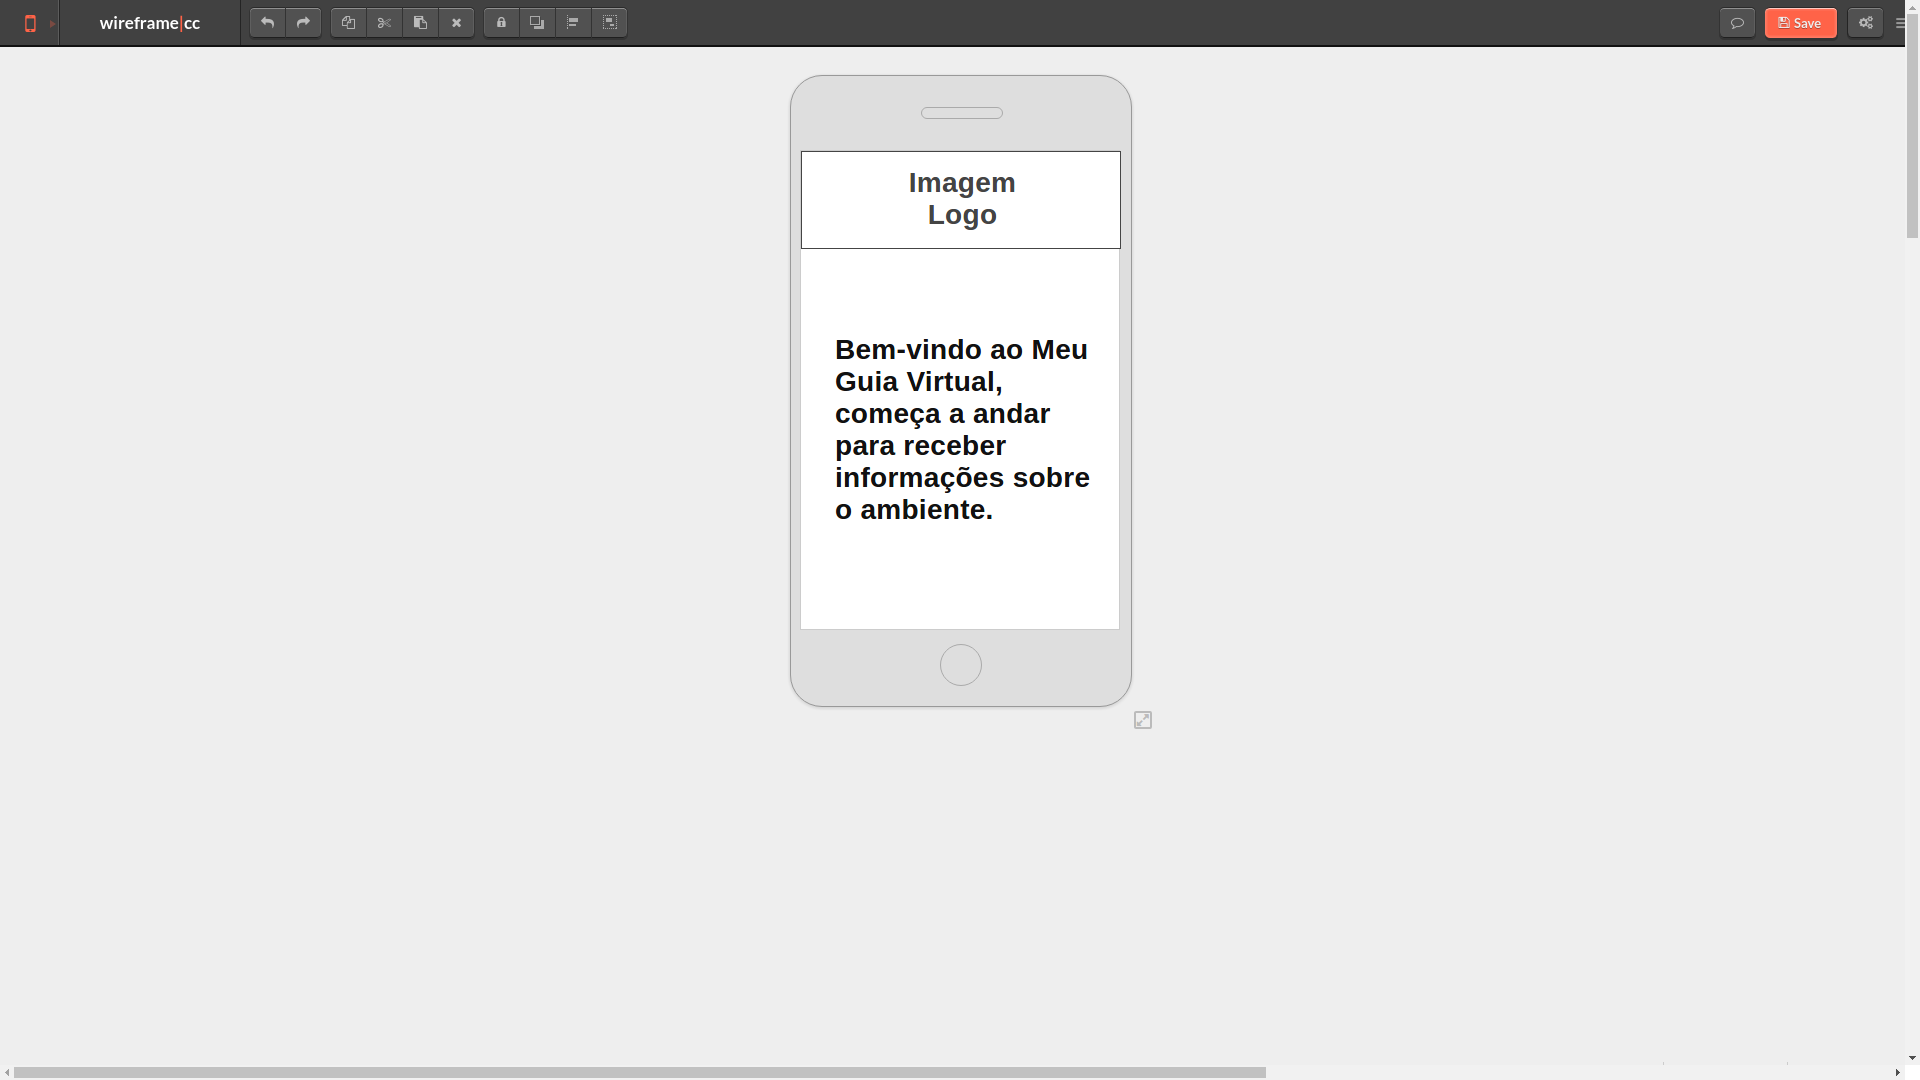 wireframe|cc
Save
Imagem
Logo
Bem-vindo ao Meu
Guia Virtual,
começa a andar
para receber
informações sobre
o ambiente.